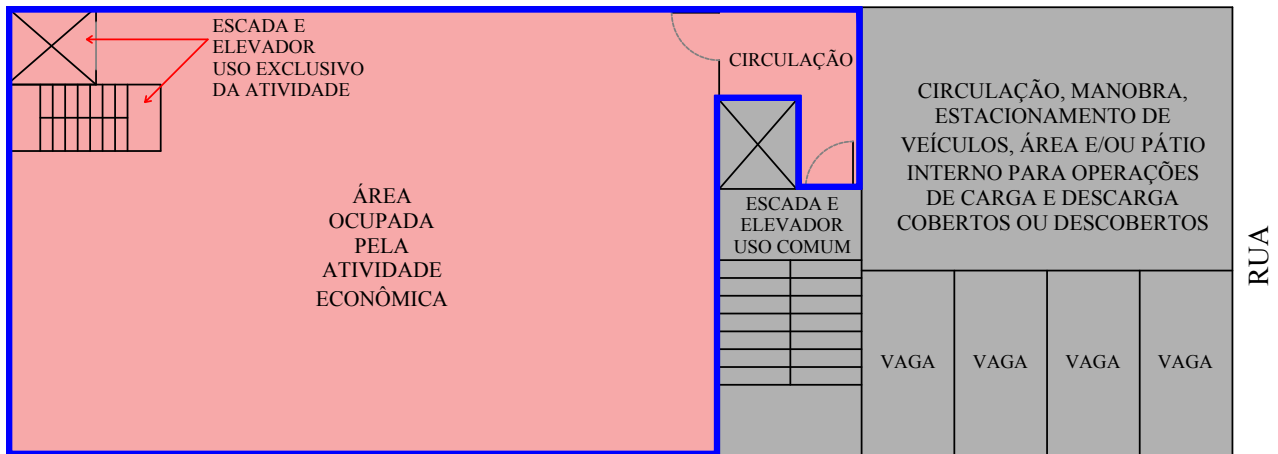 ESCADA E
ELEVADOR
USO EXCLUSIVO
DA ATIVIDADE
ÁREA
OCUPADA
PELA
ATIVIDADE
ECONÔMICA
CIRCULAÇÃO
ESCADA E
ELEVADOR
USO COMUM
CIRCULAÇÃO, MANOBRA,
ESTACIONAMENTO DE
VEÍCULOS, ÁREA E/OU PÁTIO
INTERNO PARA OPERAÇÕES
DE CARGA E DESCARGA
COBERTOS OU DESCOBERTOS
VAGA
VAGA
VAGA
VAGA
RUA